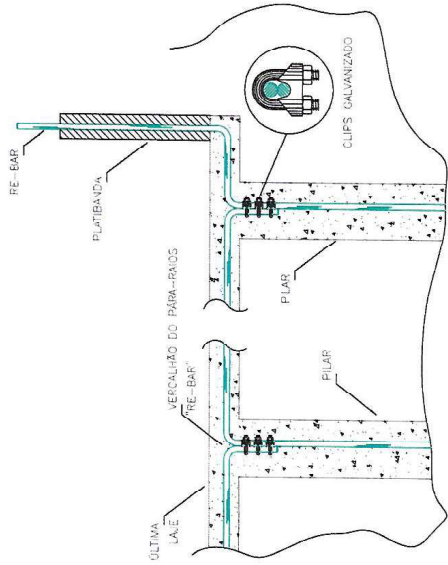 RE-BAR
PLATIBANDA
CLIPS GALVANIZADO
VERGALHÃO DO PÁRA-RAIOS
"RE-BAR"
PILAR
PILAR
ÚLTIMA
LAJE